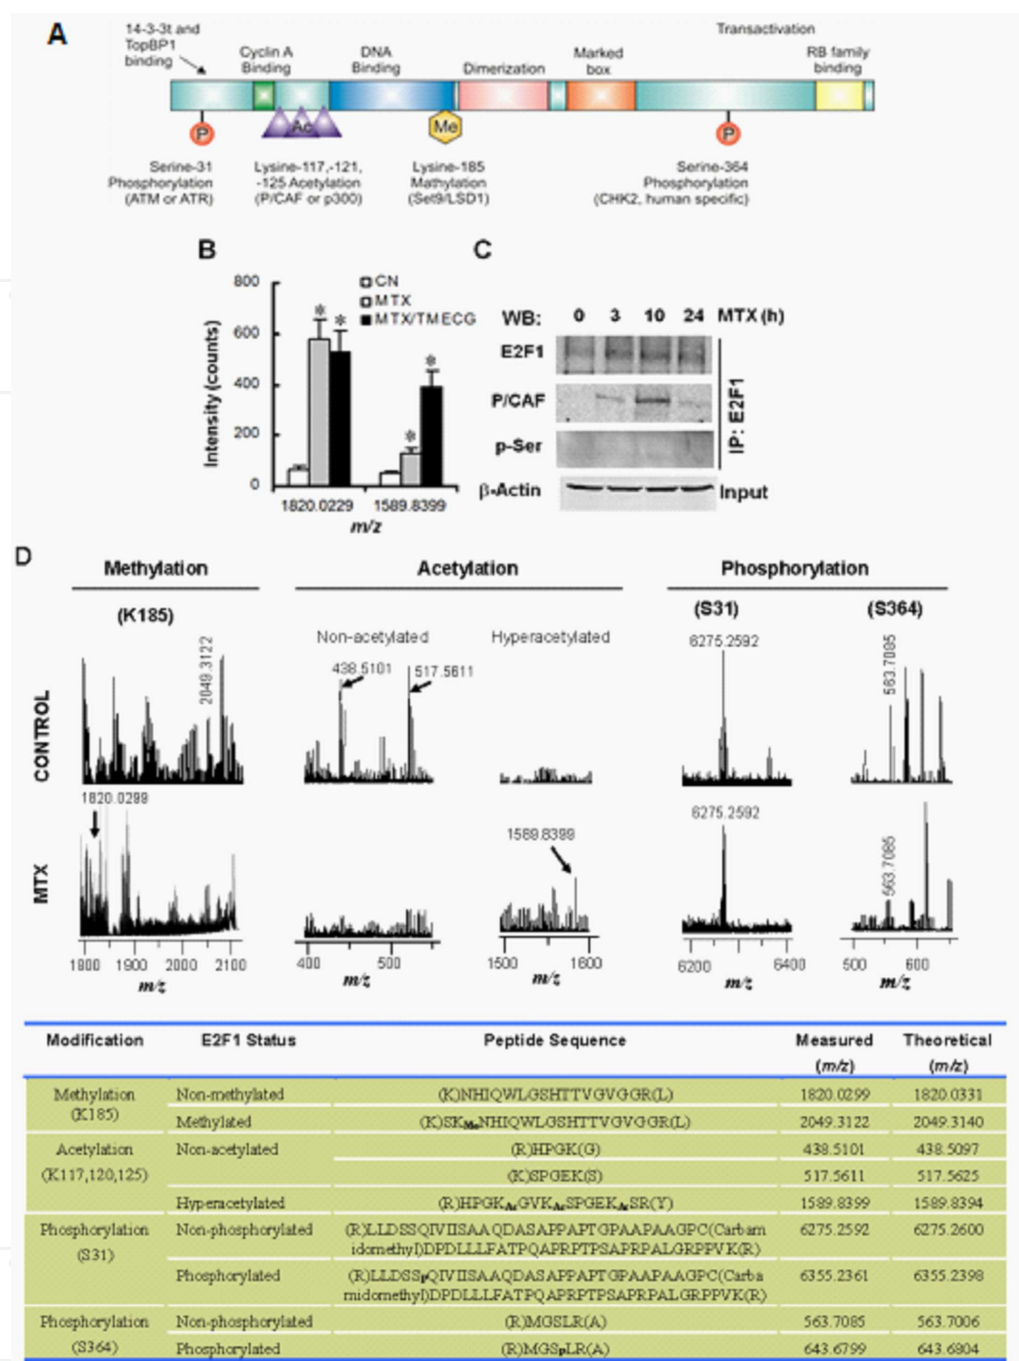 A
14-3-3t and
TopBP1
binding
Cyclin A
Binding
DNA
Binding
Dimerization
Marked
box
Transactivation
RB family
binding
P
Ac
Me
P
Serine-31
Phosphorylation
(ATM or ATR)
Lysine-117,-121,
-125 Acetylation
(P/CAF or p300)
Lysine-185
Mathylation
(Set9/LSD1)
Serine-364
Phosphorylation
(CHK2, human specific)
B
800
600
400
200
0
Intensity (counts)
CN
MTX
MTX/TMECG
* *
* *
1820.0229 1589.8399
m/z
C
WB: 0 3 10 24 MTX (h)
E2F1
P/CAF
p-Ser
IP: E2F1
β-Actin Input
D
Methylation Acetylation Phosphorylation
(K185) (S31) (S364)
Non-acetylated Hyperacetylated
CONTROL
2049.3122
438.5101 517.5611
6275.2592
563.7085
MTX
1820.0299
1589.8399
6275.2592
563.7085
1800 1900 2000 2100
m/z
400 500
m/z
1500 1600
m/z
6200 6400
m/z
500 600
m/z
Modification E2F1 Status Peptide Sequence Measured (m/z) Theoretical (m/z)
Methylation (K185) Non-methylated (K)NHIQWLGSHTTVGVGGR(L) 1820.0299 1820.0331
Methylated (K)SKMeNHIQWLGSHTTVGVGGR(L) 2049.3122 2049.3140
Acetylation (K117,120,125) Non-acetylated (R)HPGK(G) 438.5101 438.5097
(K)SPGEK(S) 517.5611 517.5625
Hyperacetylated (R)HPGKAcGVKAcSPGEKAcSR(Y) 1589.8399 1589.8394
Phosphorylation (S31) Non-phosphorylated (R)LLDSSQIVIISAAQDASAPPAPTGPAAPAAGPC(Carbam
idomethyl)DPDLLLFATPQAPRPTPSAPRPALGRPPVK(R) 6275.2592 6275.2600
Phosphorylated (R)LLDSSpQIVIISAAQDASAPPAPTGPAAPAAGPC(Carba
midomethyl)DPDLLLFATPQAPRPTPSAPRPALGRPPVK(R) 6355.2361 6355.2398
Phosphorylation (S364) Non-phosphorylated (R)MGSLR(A) 563.7085 563.7006
Phosphorylated (R)MGSpLR(A) 643.6799 643.6804